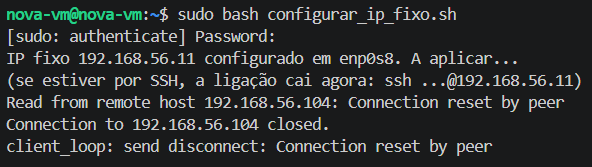 nova-vm@nova-vm:~$ sudo bash configurar_ip_fixo.sh
[sudo: authenticate] Password:
IP fixo 192.168.56.11 configurado em enp0s8. A aplicar...
(se estiver por SSH, a ligação cai agora: ssh ...@192.168.56.11)
Read from remote host 192.168.56.104: Connection reset by peer
Connection to 192.168.56.104 closed.
client_loop: send disconnect: Connection reset by peer